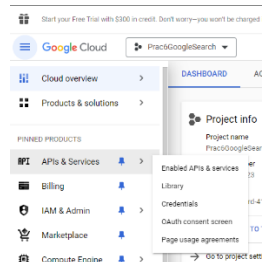 Start your Free Trial with $300 in credit. Don't worry—you won't be charged
Google Cloud
Prac6GoogleSearch
Cloud overview
DASHBOARD
Products & solutions
Project info
Project name
Prac6GoogleSear
PINNED PRODUCTS
APIs & Services
Enabled APIs & services
Library
Credentials
OAuth consent screen
Page usage agreements
Billing
IAM & Admin
Marketplace
Compute Engine
Go to project sett